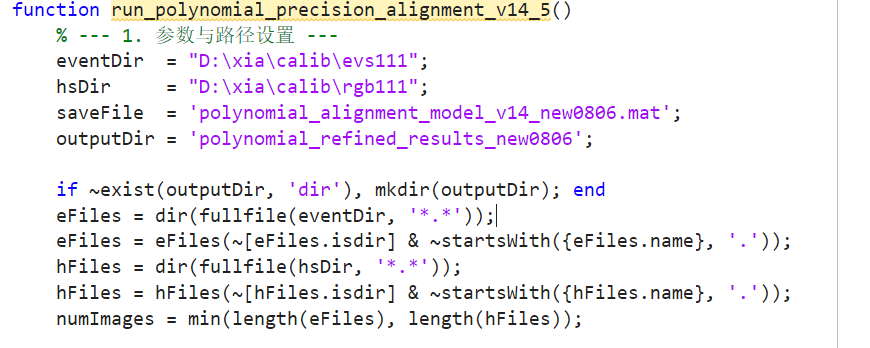 function run_polynomial_precision_alignment_v14_5()
% --- 1. 参数与路径设置 ---
eventDir = "D:\xia\calib\evs111";
hsDir = "D:\xia\calib\rgb111";
saveFile = 'polynomial_alignment_model_v14_new0806.mat';
outputDir = 'polynomial_refined_results_new0806';
if ~exist(outputDir, 'dir'), mkdir(outputDir); end
eFiles = dir(fullfile(eventDir, '*.*'));
eFiles = eFiles(~[eFiles.isdir] & ~startsWith({eFiles.name}, '.'));
hFiles = dir(fullfile(hsDir, '*.*'));
hFiles = hFiles(~[hFiles.isdir] & ~startsWith({hFiles.name}, '.'));
numImages = min(length(eFiles), length(hFiles));